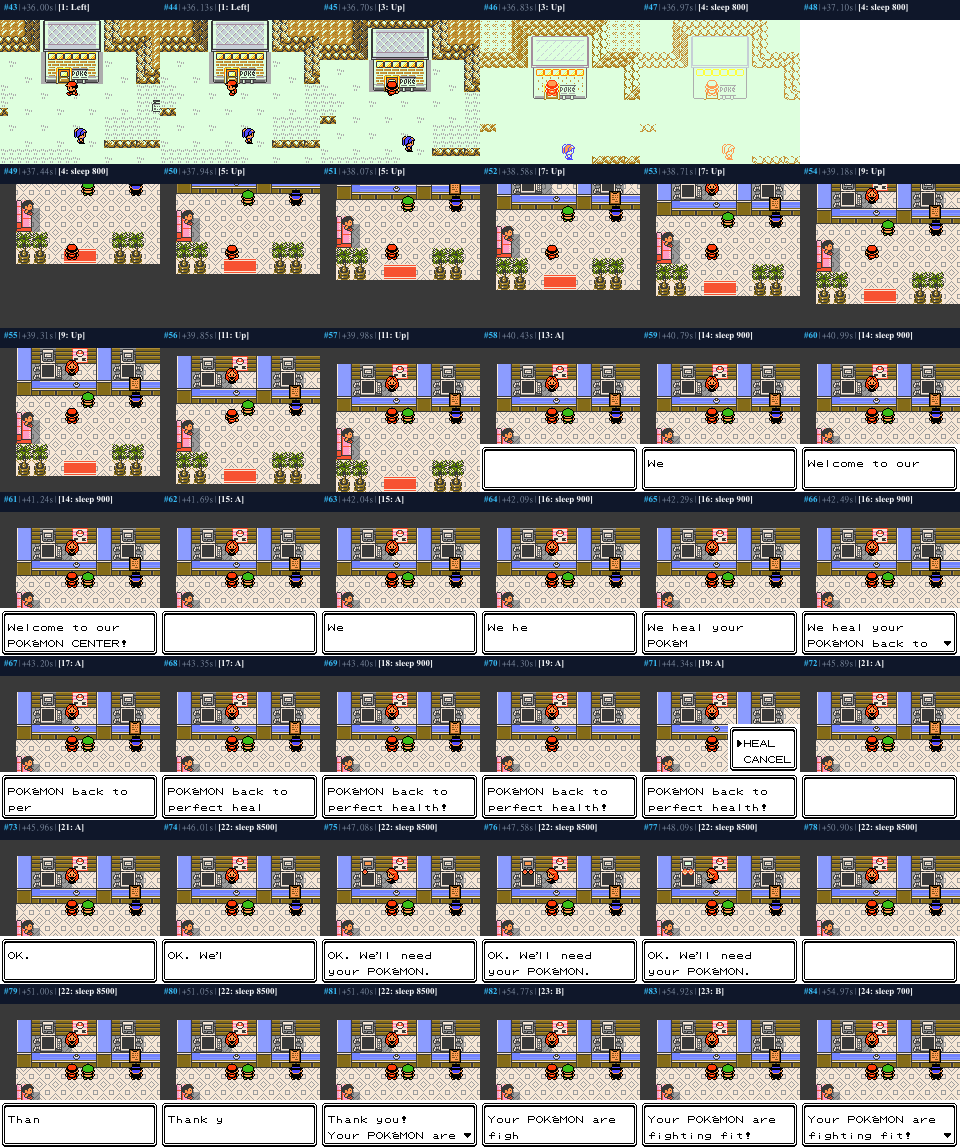 #43|+36.00s| [1: Left]
#44|+36.13s| [1: Left]
#45|+36.70s| [3: Up]
#46|+36.83s| [3: Up]
#47|+36.97s| [4: sleep 800]
#48|+37.10s| [4: sleep 800]
POKé
POKé
POKé
POKé
POKé
#49|+37.44s| [4: sleep 800]
#50|+37.94s| [5: Up]
#51|+38.07s| [5: Up]
#52|+38.58s| [7: Up]
#53|+38.71s| [7: Up]
#54|+39.18s| [9: Up]
#55|+39.31s| [9: Up]
#56|+39.85s| [11: Up]
#57|+39.98s| [11: Up]
#58|+40.43s| [13: A]
#59|+40.79s| [14: sleep 900]
#60|+40.99s| [14: sleep 900]
We
Welcome to our
#61|+41.24s| [14: sleep 900]
#62|+41.69s| [15: A]
#63|+42.04s| [15: A]
#64|+42.09s| [16: sleep 900]
#65|+42.29s| [16: sleep 900]
#66|+42.49s| [16: sleep 900]
Welcome to our
POKéMON CENTER!
We
We he
We heal your
POKéM
We heal your
POKéMON back to ▼
#67|+43.20s| [17: A]
#68|+43.35s| [17: A]
#69|+43.40s| [18: sleep 900]
#70|+44.30s| [19: A]
#71|+44.34s| [19: A]
#72|+45.89s| [21: A]
POKéMON back to
per
POKéMON back to
perfect heal
POKéMON back to
perfect health!
POKéMON back to
perfect health!
▶HEAL
CANCEL
POKéMON back to
perfect health!
#73|+45.96s| [21: A]
#74|+46.01s| [22: sleep 8500]
#75|+47.08s| [22: sleep 8500]
#76|+47.58s| [22: sleep 8500]
#77|+48.09s| [22: sleep 8500]
#78|+50.90s| [22: sleep 8500]
OK.
OK. We'l
OK. We'll need
your POKéMON.
OK. We'll need
your POKéMON.
OK. We'll need
your POKéMON.
#79|+51.00s| [22: sleep 8500]
#80|+51.05s| [22: sleep 8500]
#81|+51.40s| [22: sleep 8500]
#82|+54.77s| [23: B]
#83|+54.92s| [23: B]
#84|+54.97s| [24: sleep 700]
Than
Thank y
Thank you!
Your POKéMON are ▼
Your POKéMON are
figh
Your POKéMON are
fighting fit!
Your POKéMON are
fighting fit! ▼